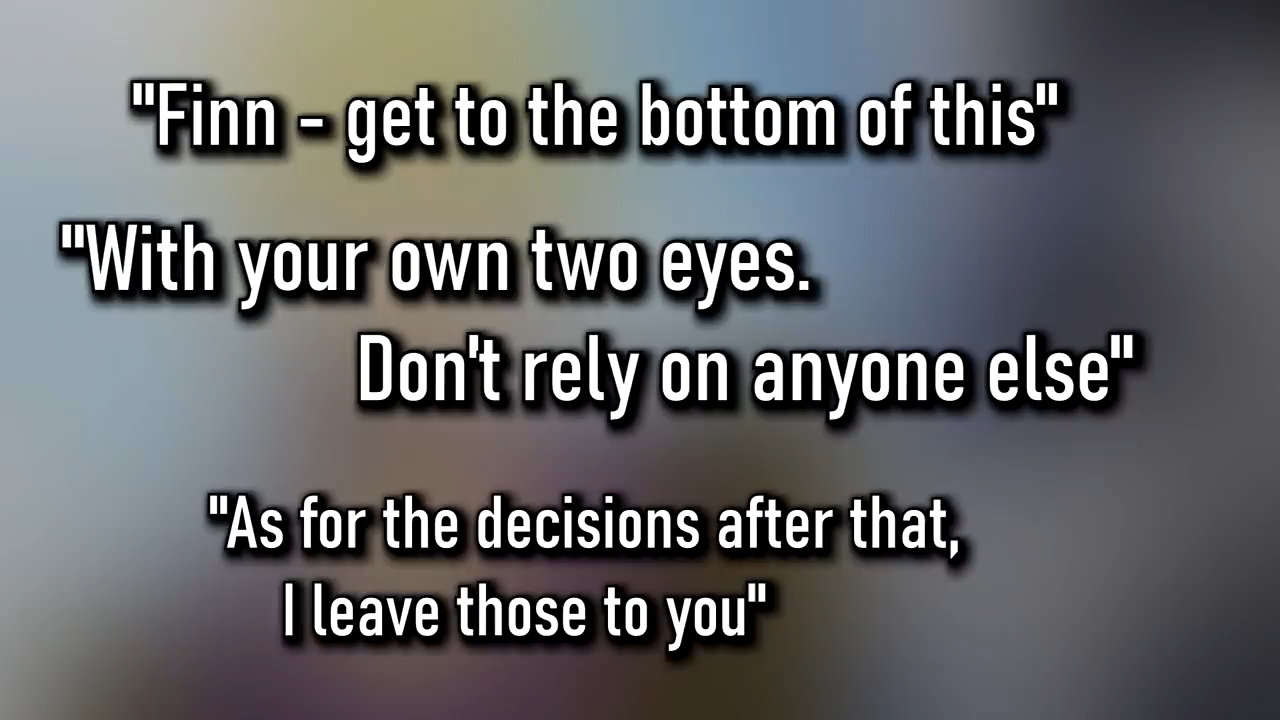 "Finn - get to the bottom of this"
"With your own two eyes.
Don't rely on anyone else"
"As for the decisions after that,
I leave those to you"